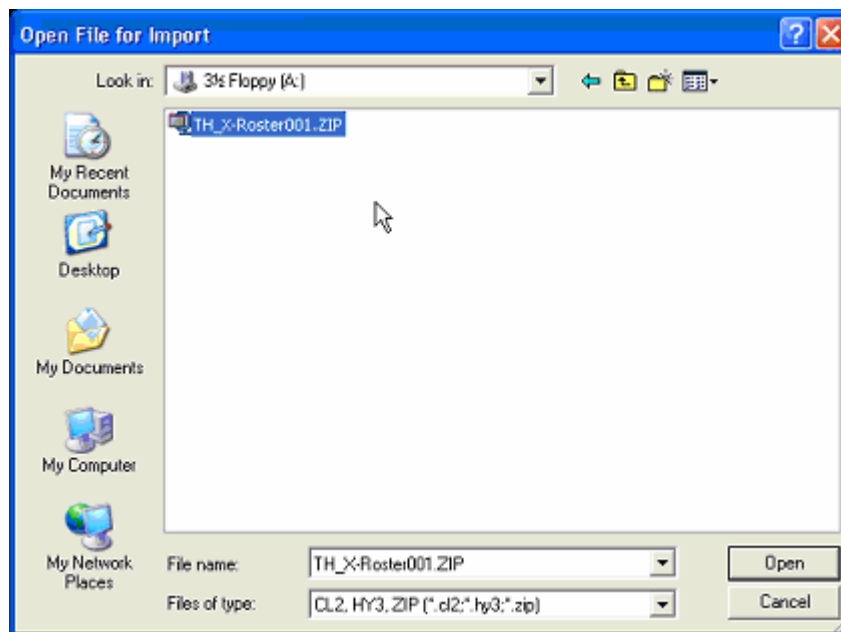 Open File for Import
Look in: 3½ Floppy (A:)
TH_X-Roster001.ZIP
My Recent
Documents
Desktop
My Documents
My Computer
My Network
Places
File name: TH_X-Roster001.ZIP Open
Files of type: CL2, HY3, ZIP (*.cl2;*.hy3;*.zip) Cancel